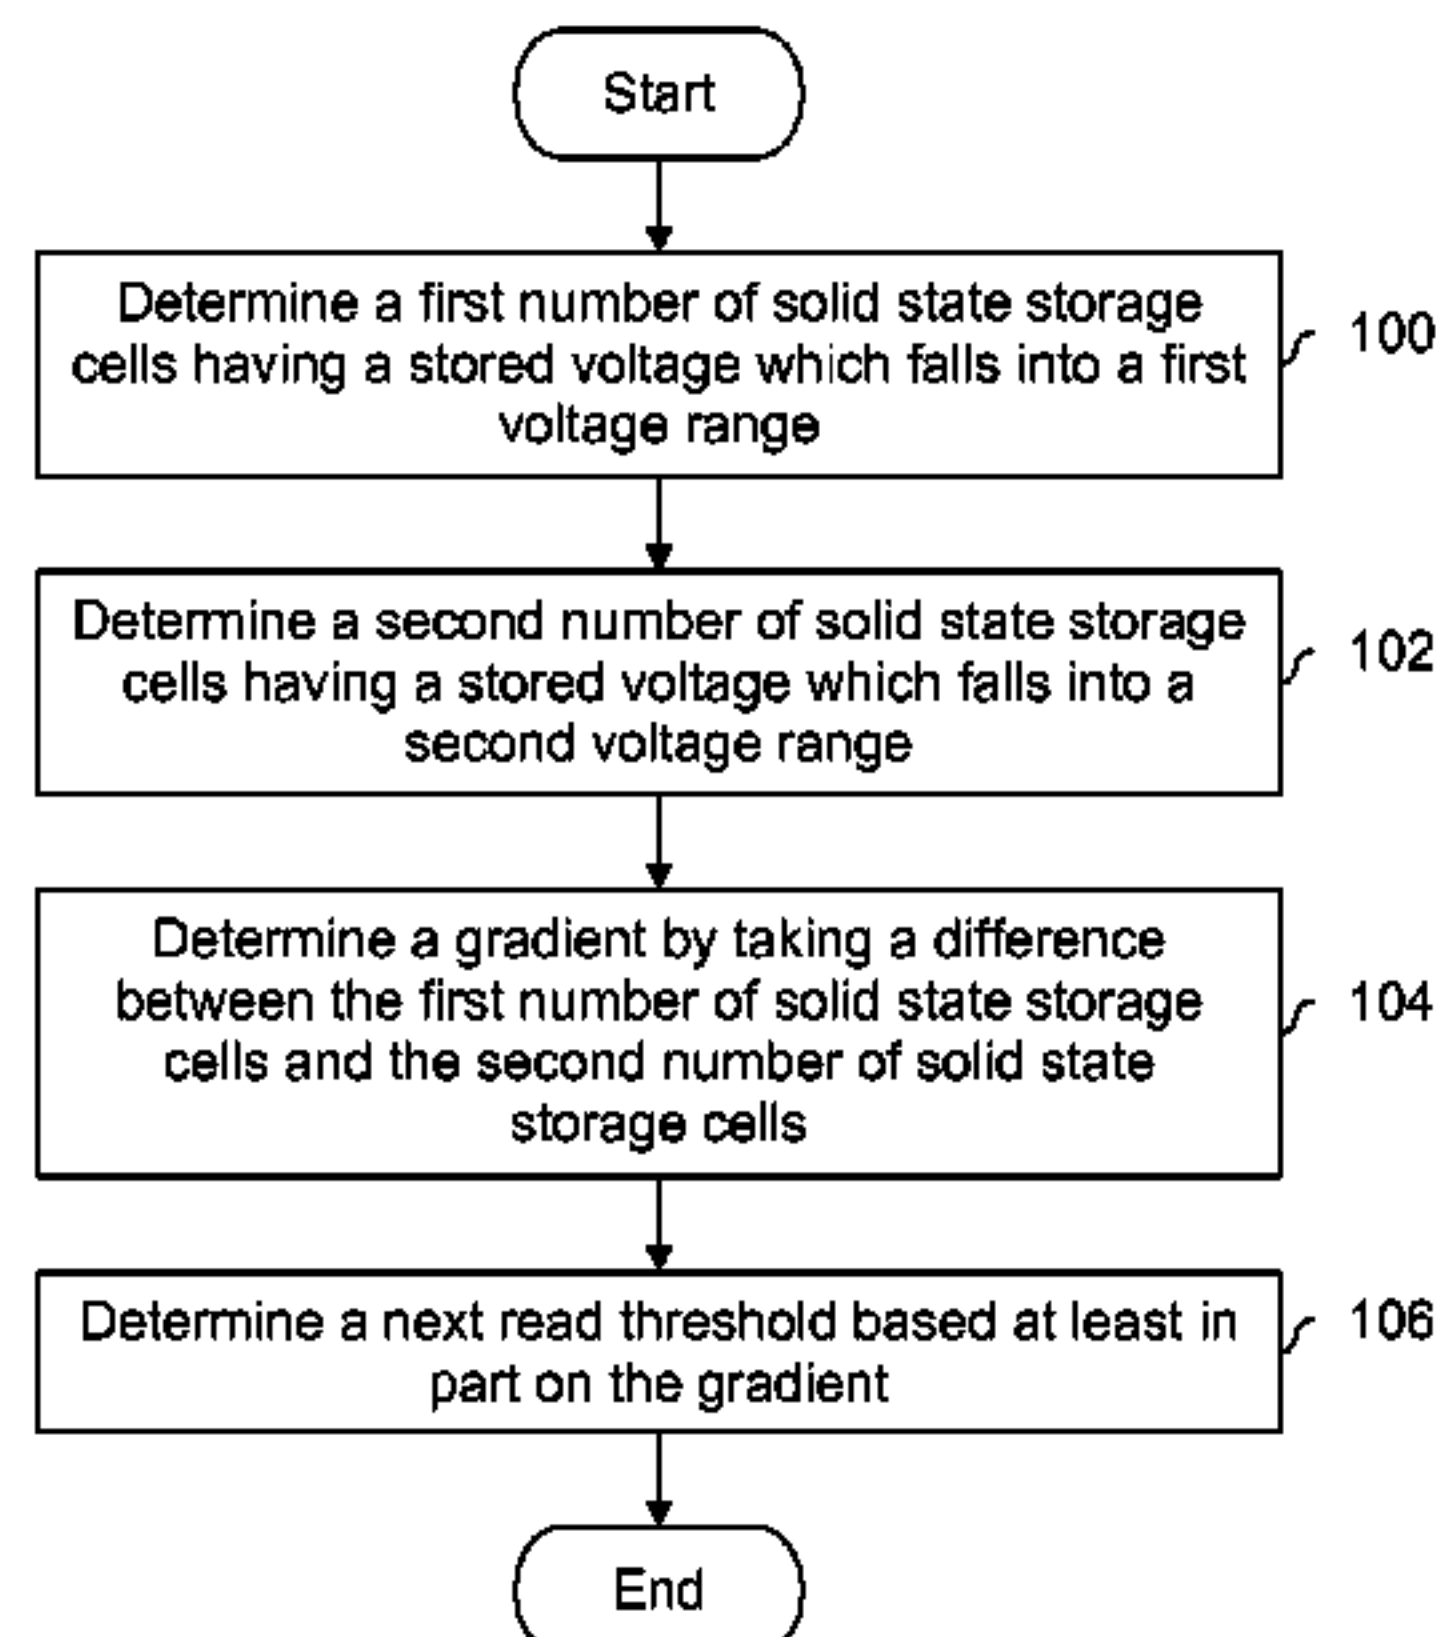 Start
Determine a first number of solid state storage
cells having a stored voltage which falls into a first
voltage range
100
Determine a second number of solid state storage
cells having a stored voltage which falls into a
second voltage range
102
Determine a gradient by taking a difference
between the first number of solid state storage
cells and the second number of solid state
storage cells
104
Determine a next read threshold based at least in
part on the gradient
106
End